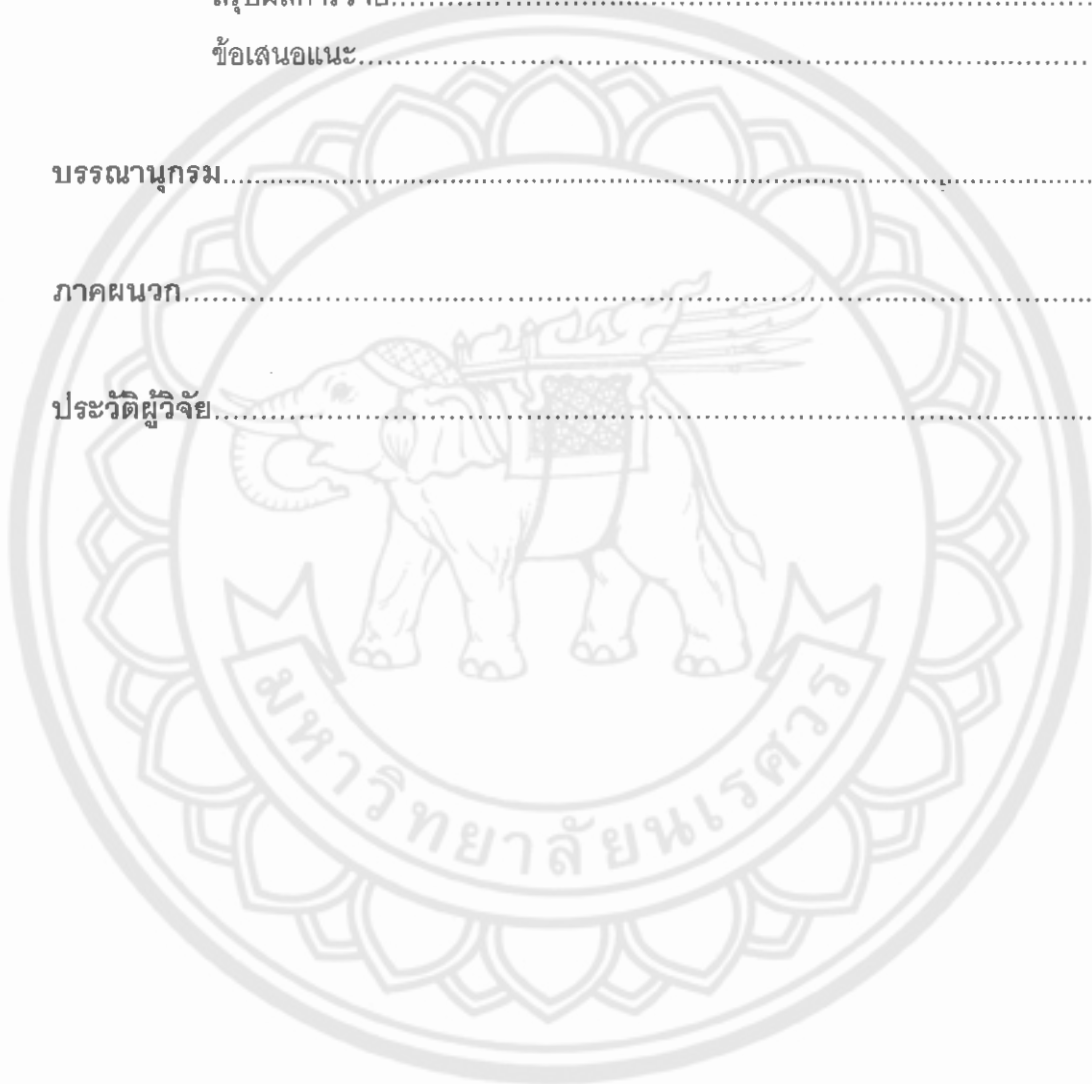 ข้อเสนอแนะ................................................................
บรรณานุกรม................................................................
ภาคผนวก................................................................
ประวัติผู้วิจัย................................................................
มหาวิทยาลัยนเรศวร